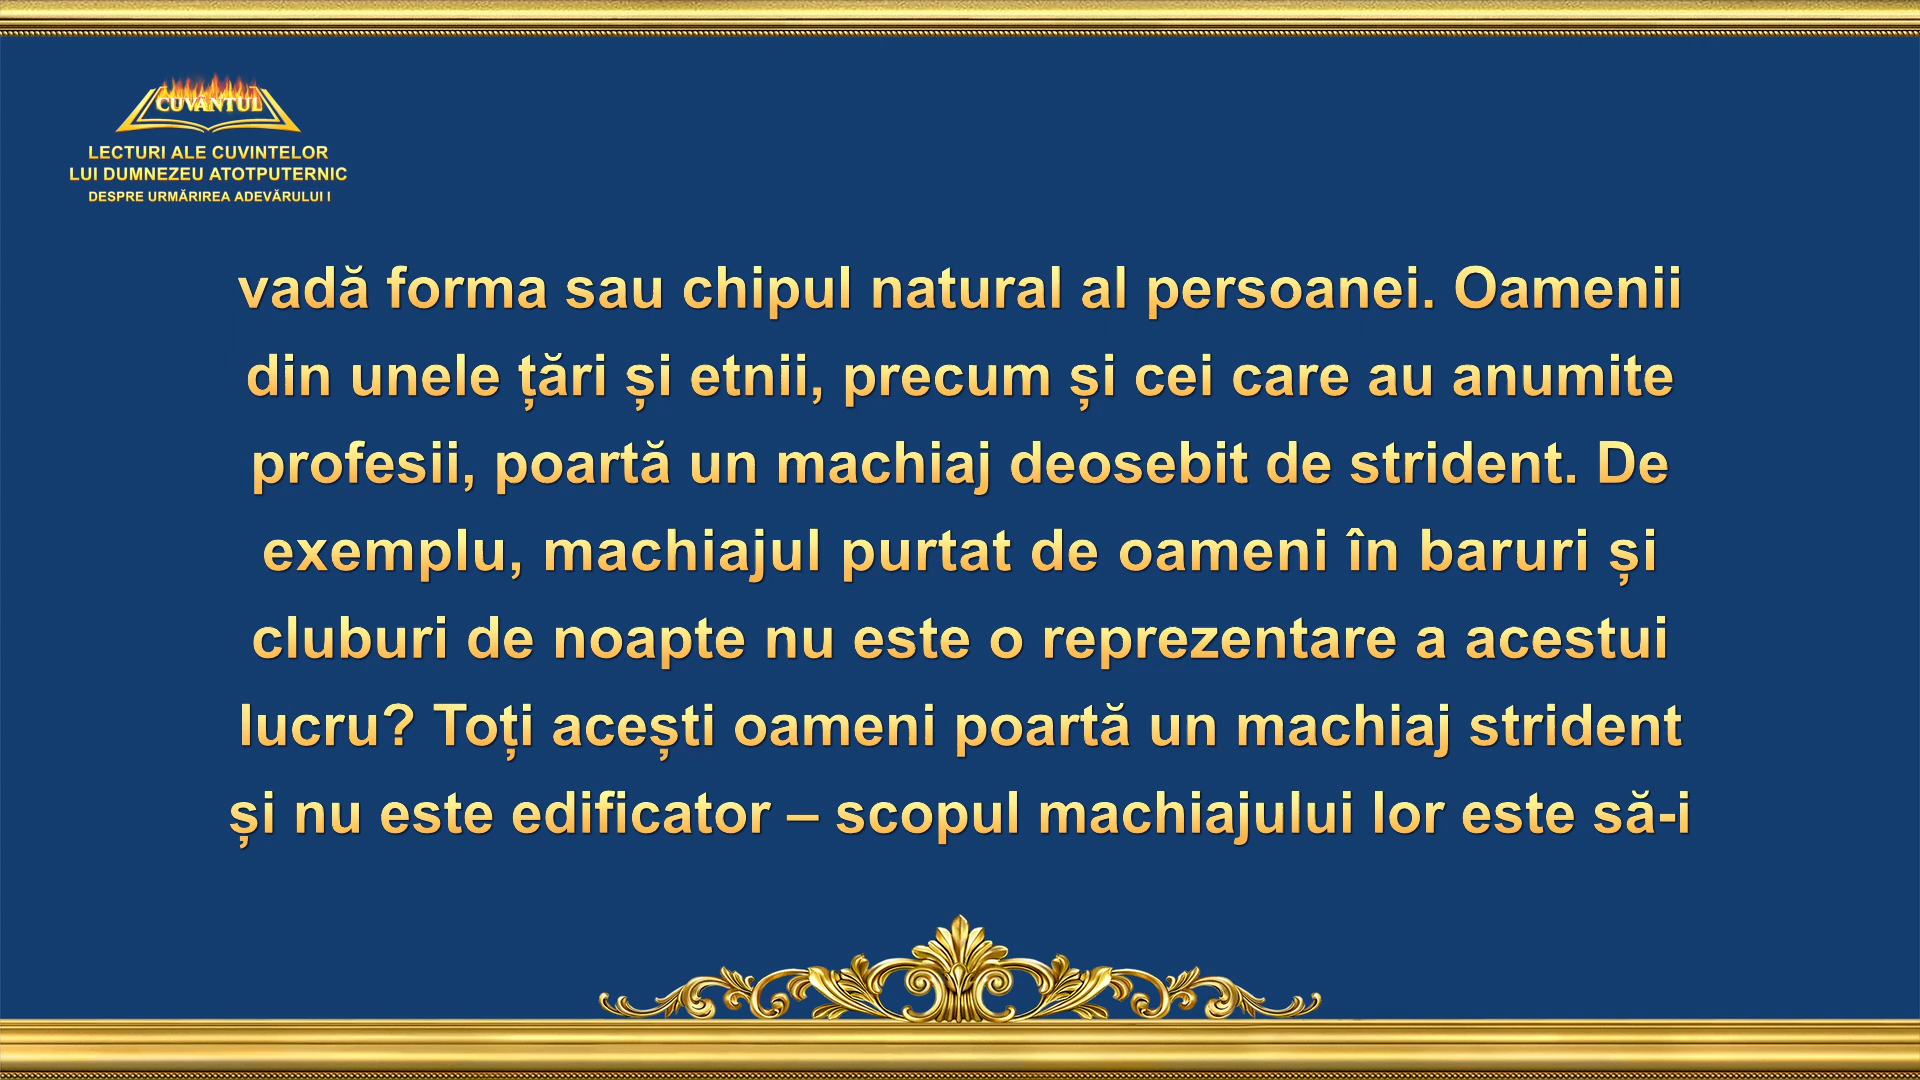 CUVÂNTUL
LECTURI ALE CUVINTELOR
LUI DUMNEZEU ATOTPUTERNIC
DESPRE URMĂRIREA ADEVĂRULUI I
vadă forma sau chipul natural al persoanei. Oamenii
din unele țări și etnii, precum și cei care au anumite
profesii, poartă un machiaj deosebit de strident. De
exemplu, machiajul purtat de oameni în baruri și
cluburi de noapte nu este o reprezentare a acestui
lucru? Toți acești oameni poartă un machiaj strident
și nu este edificator – scopul machiajului lor este să-i